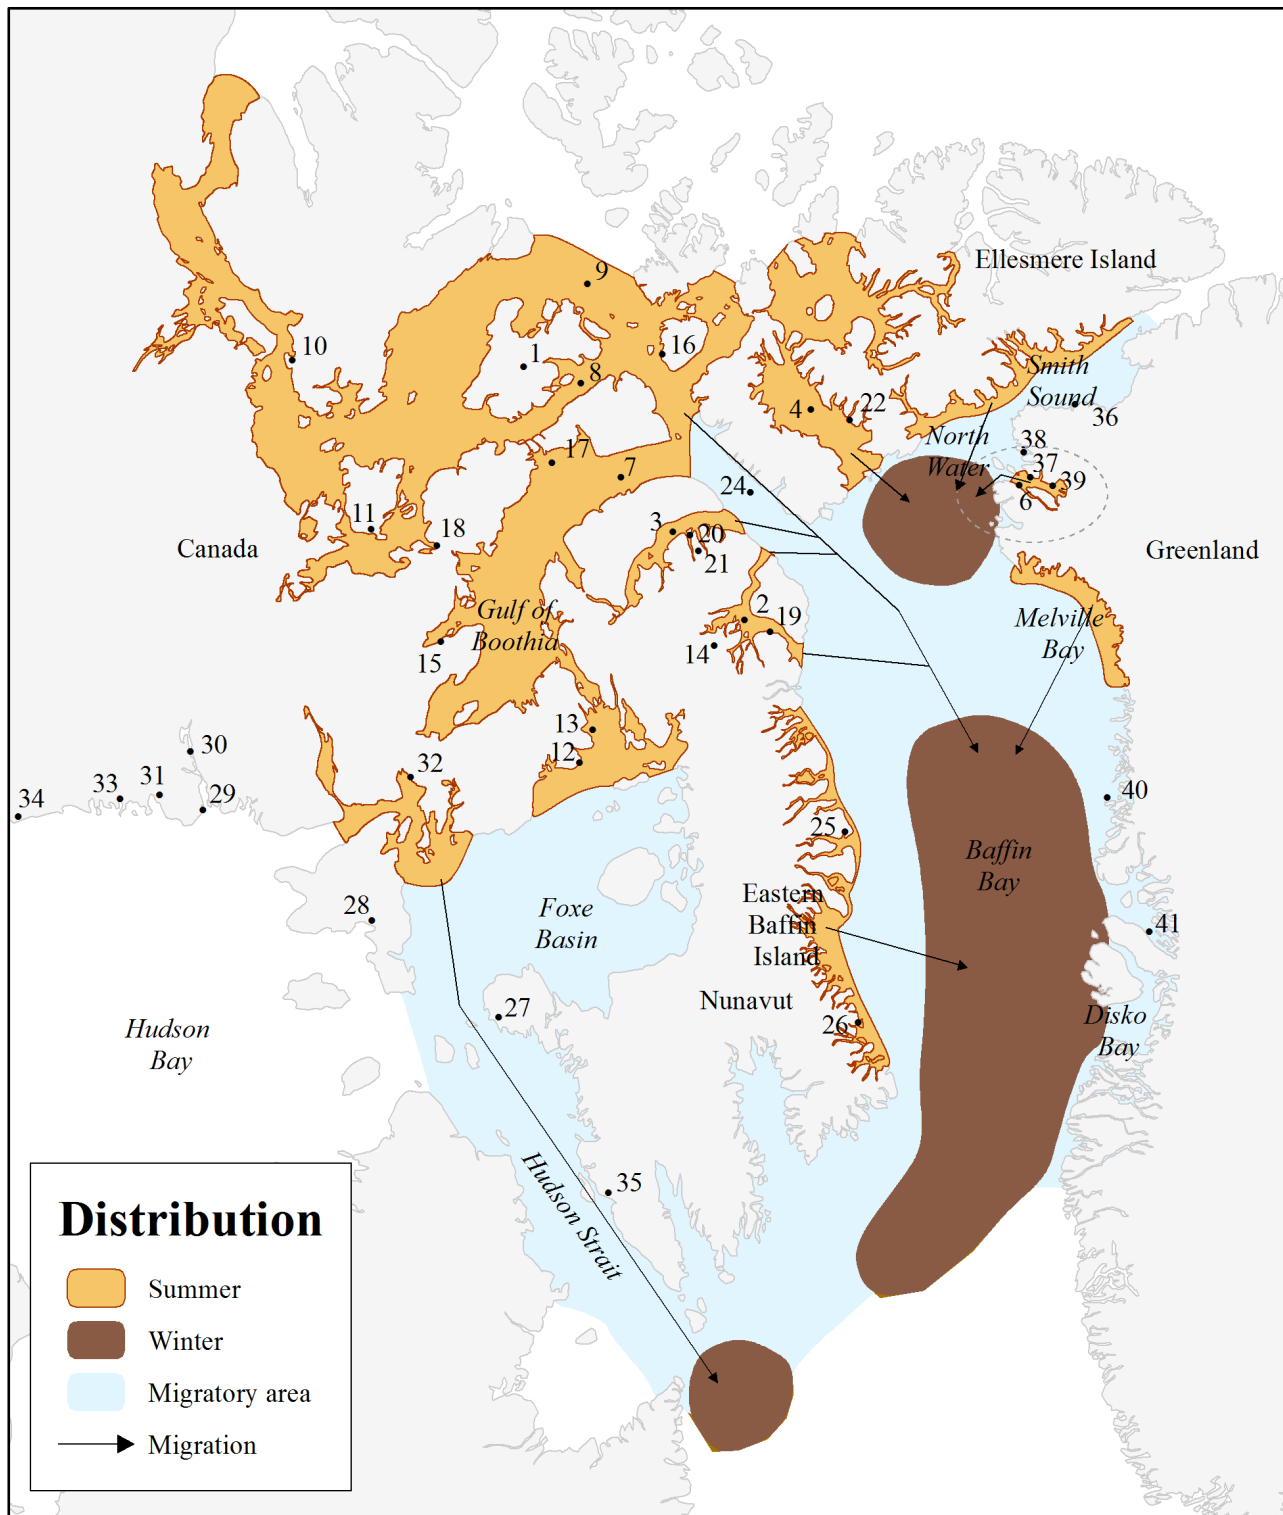 Ellesmere Island
9
10
1
16
8
Smith
Sound
4
22
36
North
Water
38
17
7
24
37
39
6
11
3
20
18
21
Canada
Greenland
Gulf of
Boothia
2
19
Melville
Bay
15
14
13
12
30
32
33
31
29
34
40
25
Baffin
Bay
Eastern
Baffin
Island
28
Foxe
Basin
41
Nunavut
27
26
Hudson
Bay
Disko
Bay
35
Hudson Strait
Distribution
Summer
Winter
Migratory area
Migration